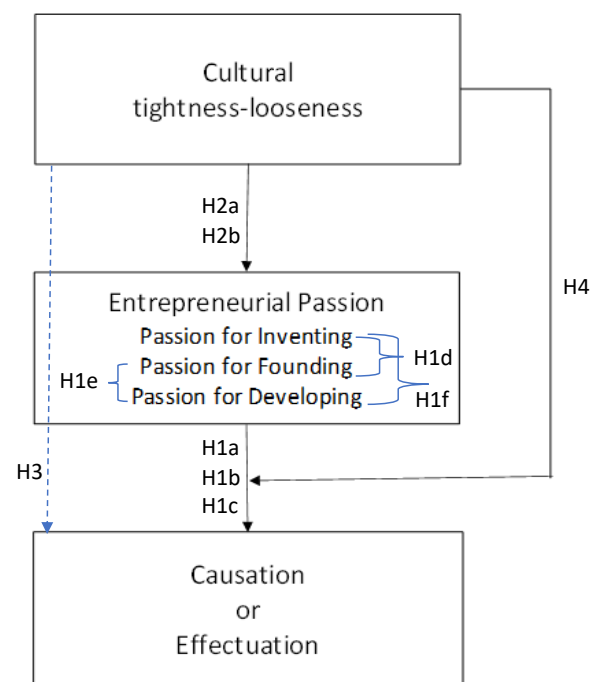 Cultural
tightness-looseness
H2a
H2b
H4
Entrepreneurial Passion
Passion for Inventing
Passion for Founding
H1d
H1e
Passion for Developing
H1f
H1a
H3
H1b
H1c
Causation
or
Effectuation